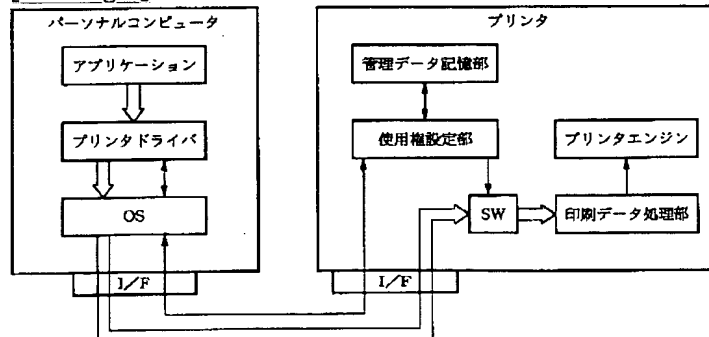 パーソナルコンピュータ
アプリケーション
プリンタドライバ
OS
I/F
プリンタ
管理データ記憶部
使用権設定部
プリンタエンジン
SW
印刷データ処理部
I/F